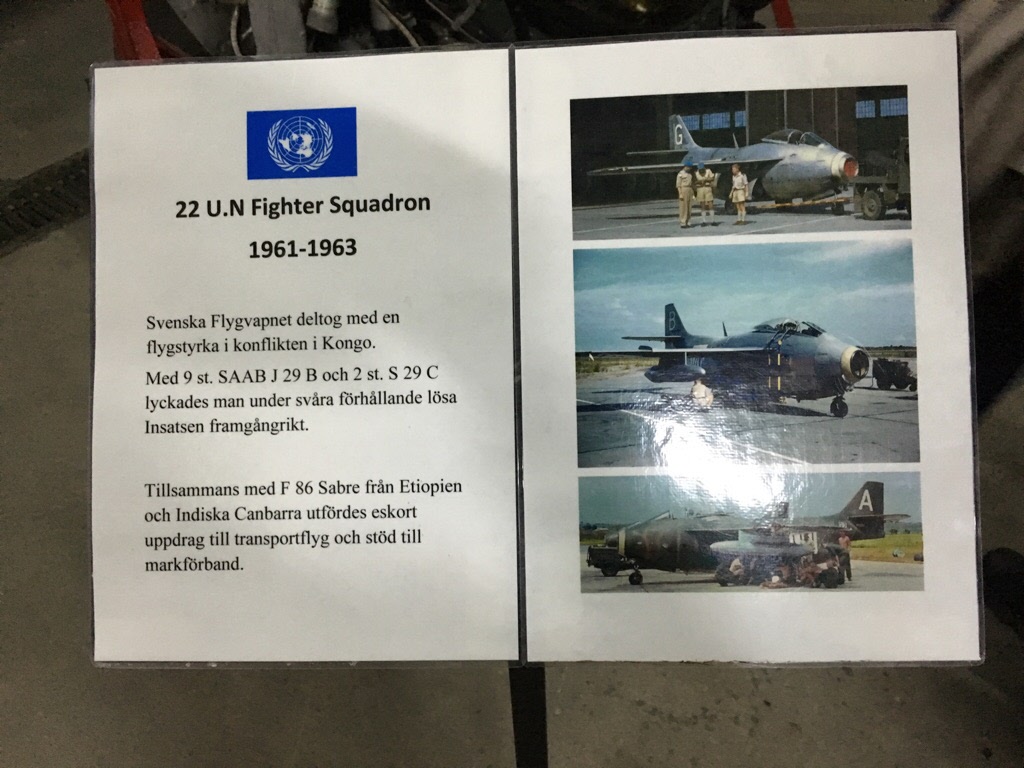 22 U.N Fighter Squadron
1961-1963
Svenska Flygvapnet deltog med en
flygstyrka i konflikten i Kongo.
Med 9 st. SAAB J 29 B och 2 st. S 29 C
lyckades man under svåra förhållande lösa
Insatsen framgångrikt.
Tillsammans med F 86 Sabre från Etiopien
och Indiska Canbarra utfördes eskort
uppdrag till transportflyg och stöd till
markförband.
G
B
A